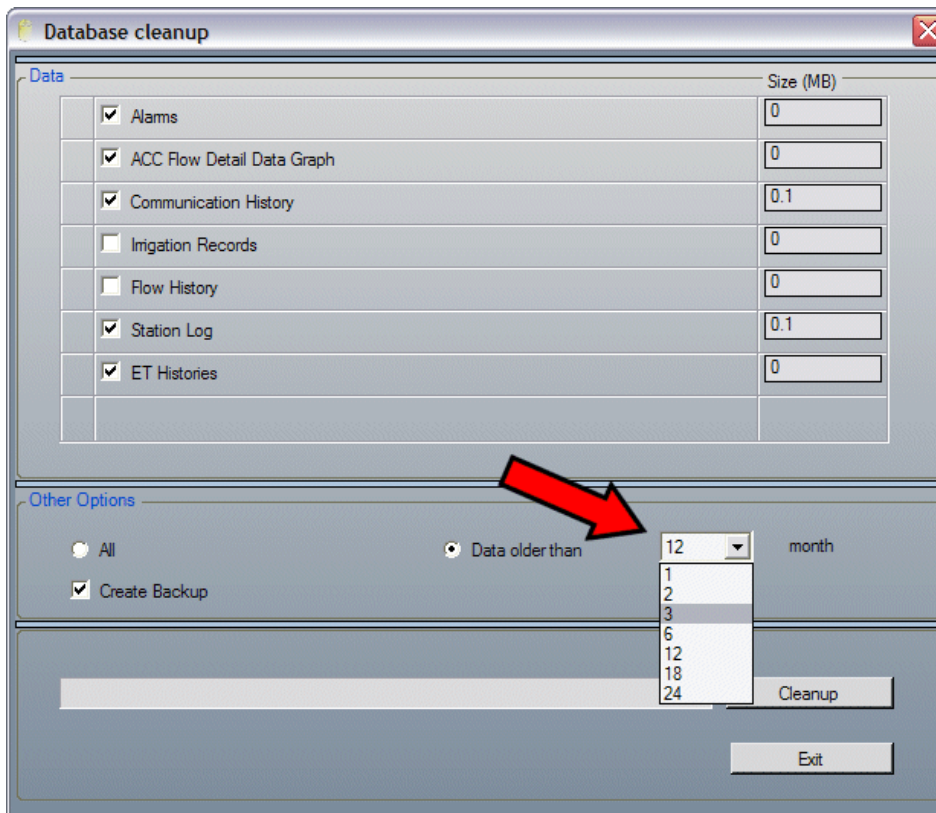 Database cleanup
Data
Size (MB)
Alarms 0
ACC Flow Detail Data Graph 0
Communication History 0.1
Irrigation Records 0
Flow History 0
Station Log 0.1
ET Histories 0
Other Options
All Data older than 12 month
1
2
Create Backup
3
6
12
18
24
Cleanup
Exit